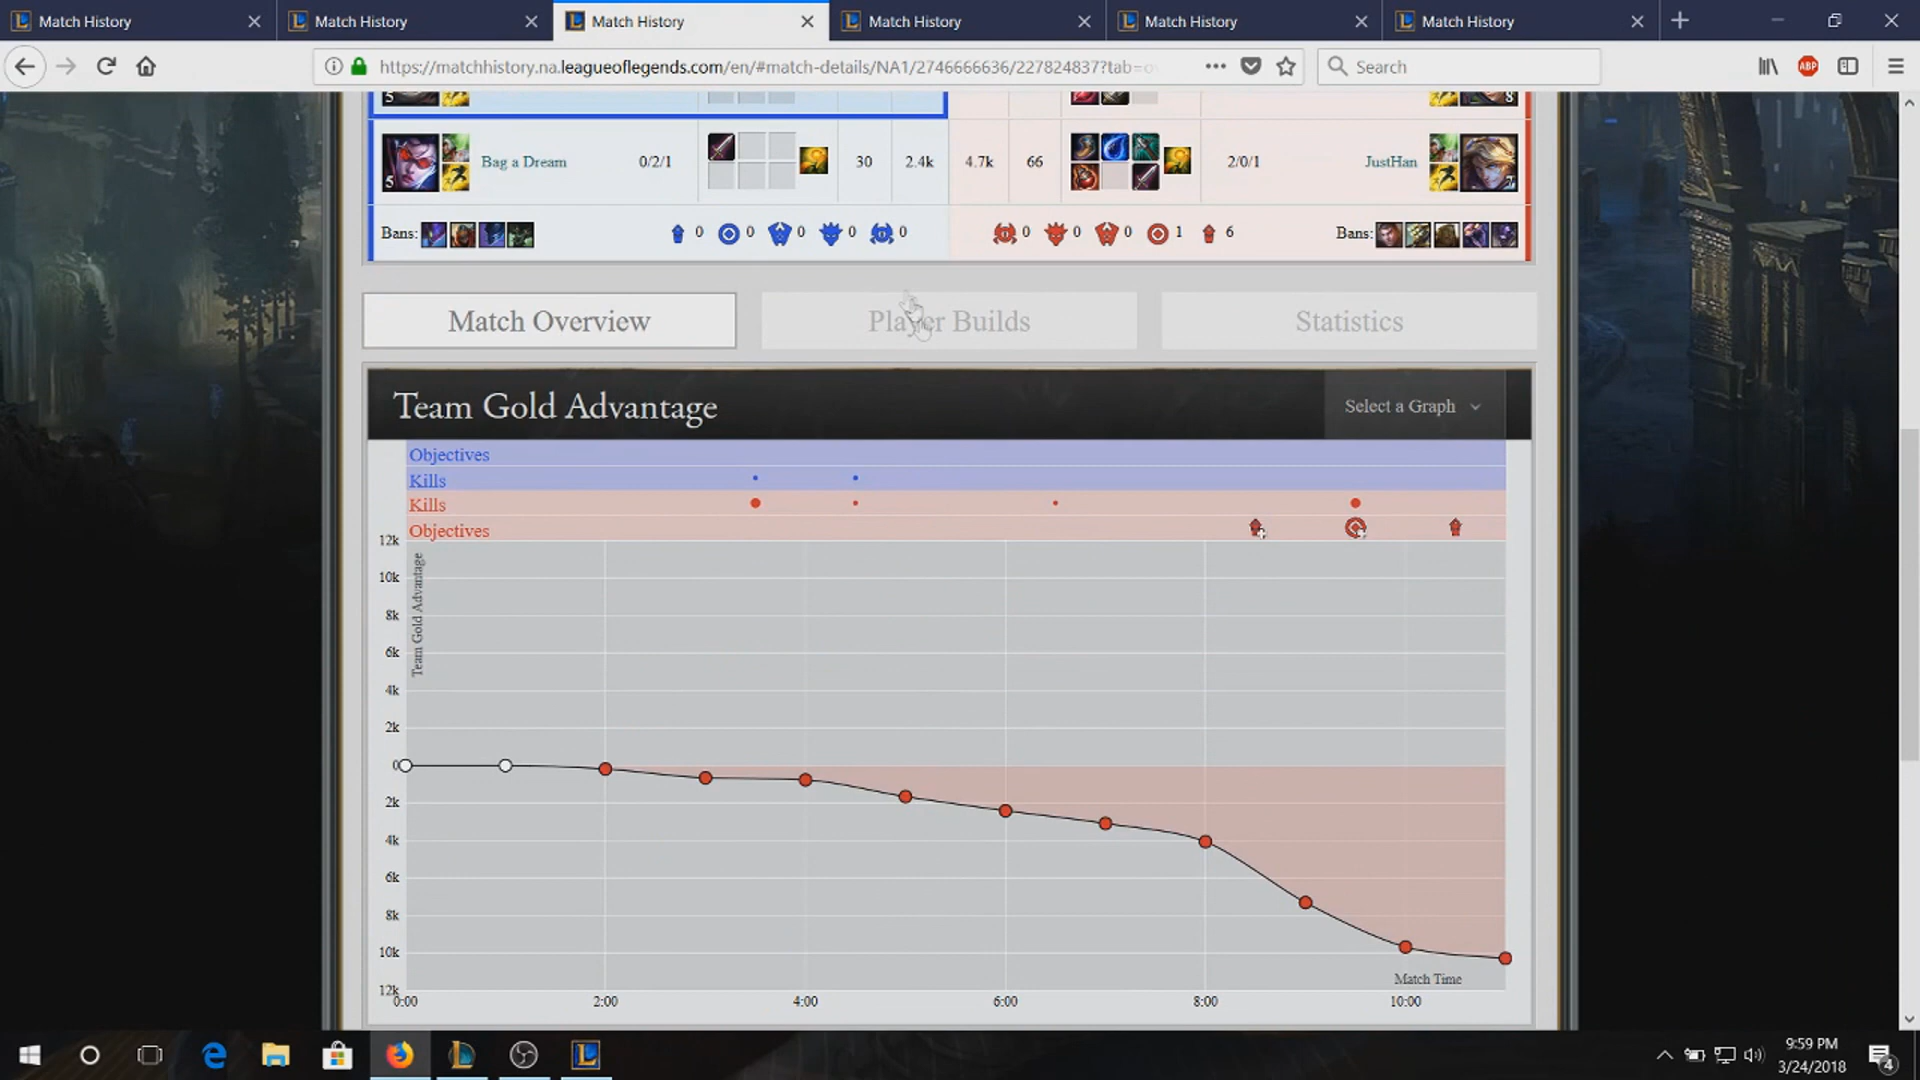 Match History
Match History
Match History
Match History
Match History
Match History
https://matchhistory.na.leagueoflegends.com/en/#match-details/NA1/2746666636/227824837?tab=o
Search
ABP
5
8
5
Bag a Dream
0/2/1
30
2.4k
4.7k
66
2/0/1
JustHan
Bans:
0
0
0
0
0
0
0
0
1
6
Bans:
Match Overview
Player Builds
Statistics
Team Gold Advantage
Select a Graph
Objectives
Kills
Kills
Objectives
12k
10k
8k
6k
4k
2k
0
2k
4k
6k
8k
10k
12k
Team Gold Advantage
Match Time
0:00
2:00
4:00
6:00
8:00
10:00
9:59 PM
3/24/2018
4